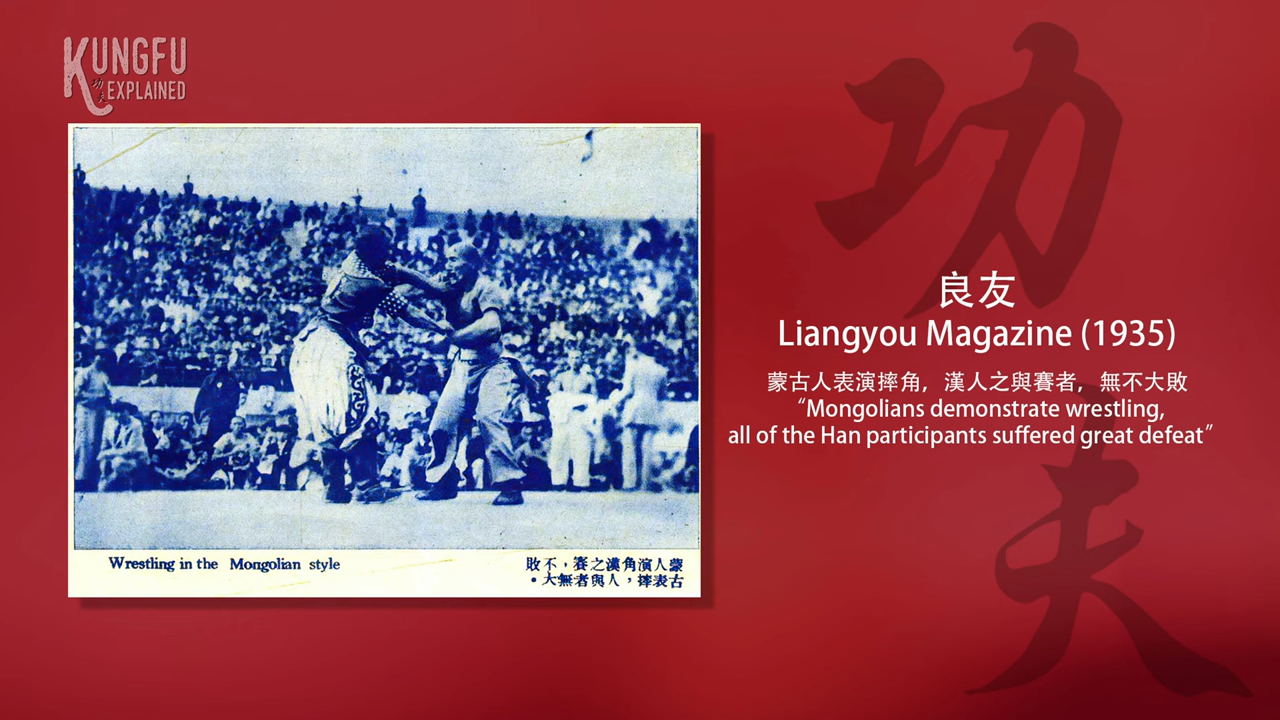 KUNGFU
功夫
EXPLAINED
Wrestling in the Mongolian style
蒙古人表演摔角，漢人之與賽者，無不大敗•
良友
Liangyou Magazine (1935)
蒙古人表演摔角，漢人之與賽者，無不大敗
“Mongolians demonstrate wrestling,
all of the Han participants suffered great defeat”
功
夫